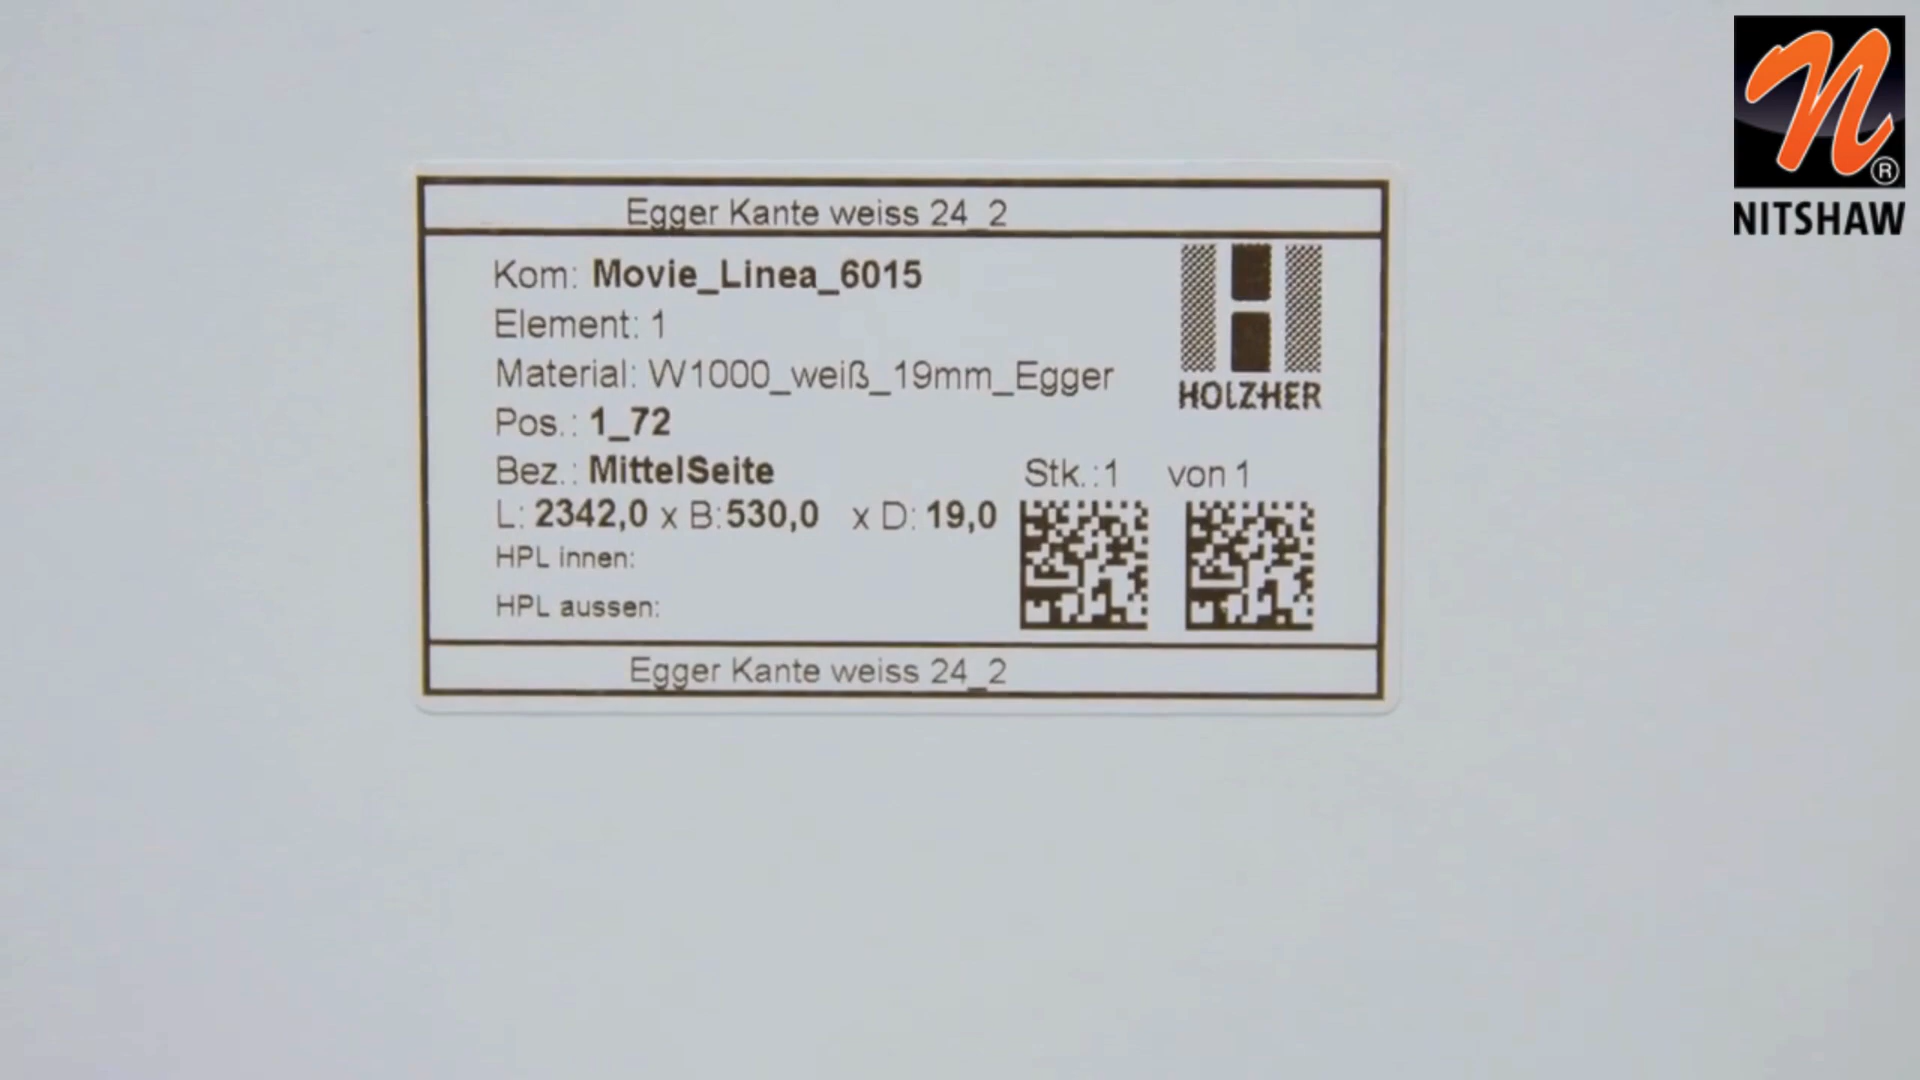 NITSHAW
Egger Kante weiss 24_2
Kom: Movie_Linea_6015
Element: 1
Material: W1000_weiß_19mm_Egger
HOLZHER
Pos.: 1_72
Bez.: MittelSeite Stk.:1 von 1
L: 2342,0 x B:530,0 x D: 19,0
HPL innen:
HPL aussen:
Egger Kante weiss 24_2